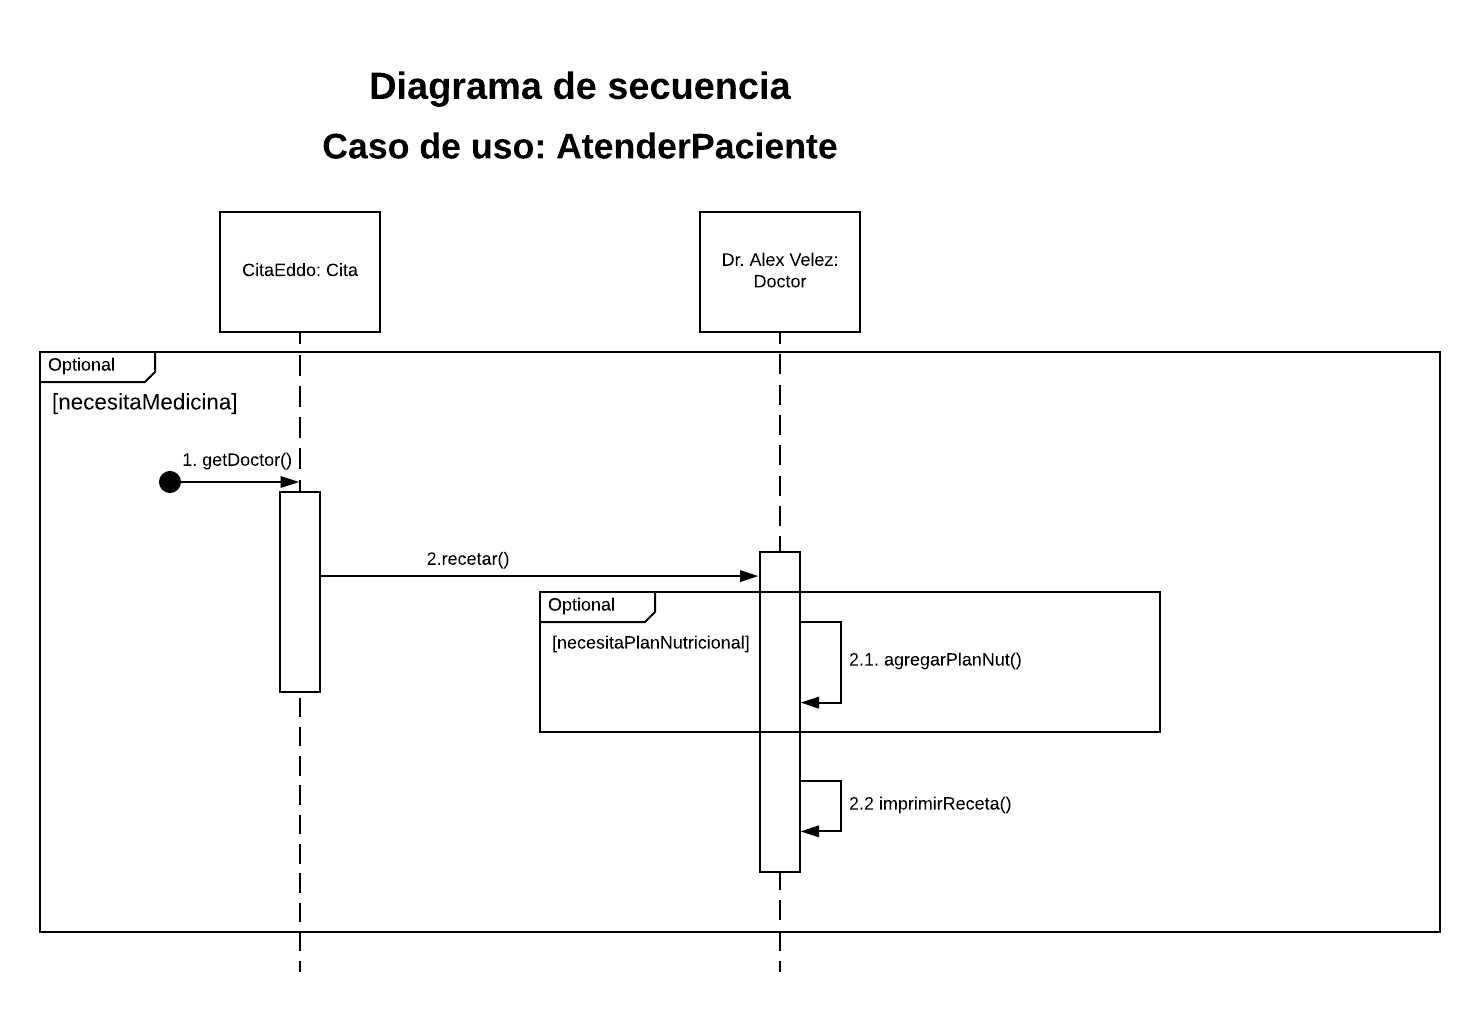 Diagrama de secuencia
Caso de uso: AtenderPaciente
CitaEddo: Cita
Dr. Alex Velez:
Doctor
Optional
[necesitaMedicina]
1. getDoctor()
2.recetar()
Optional
[necesitaPlanNutricional]
2.1. agregarPlanNut()
2.2 imprimirReceta()